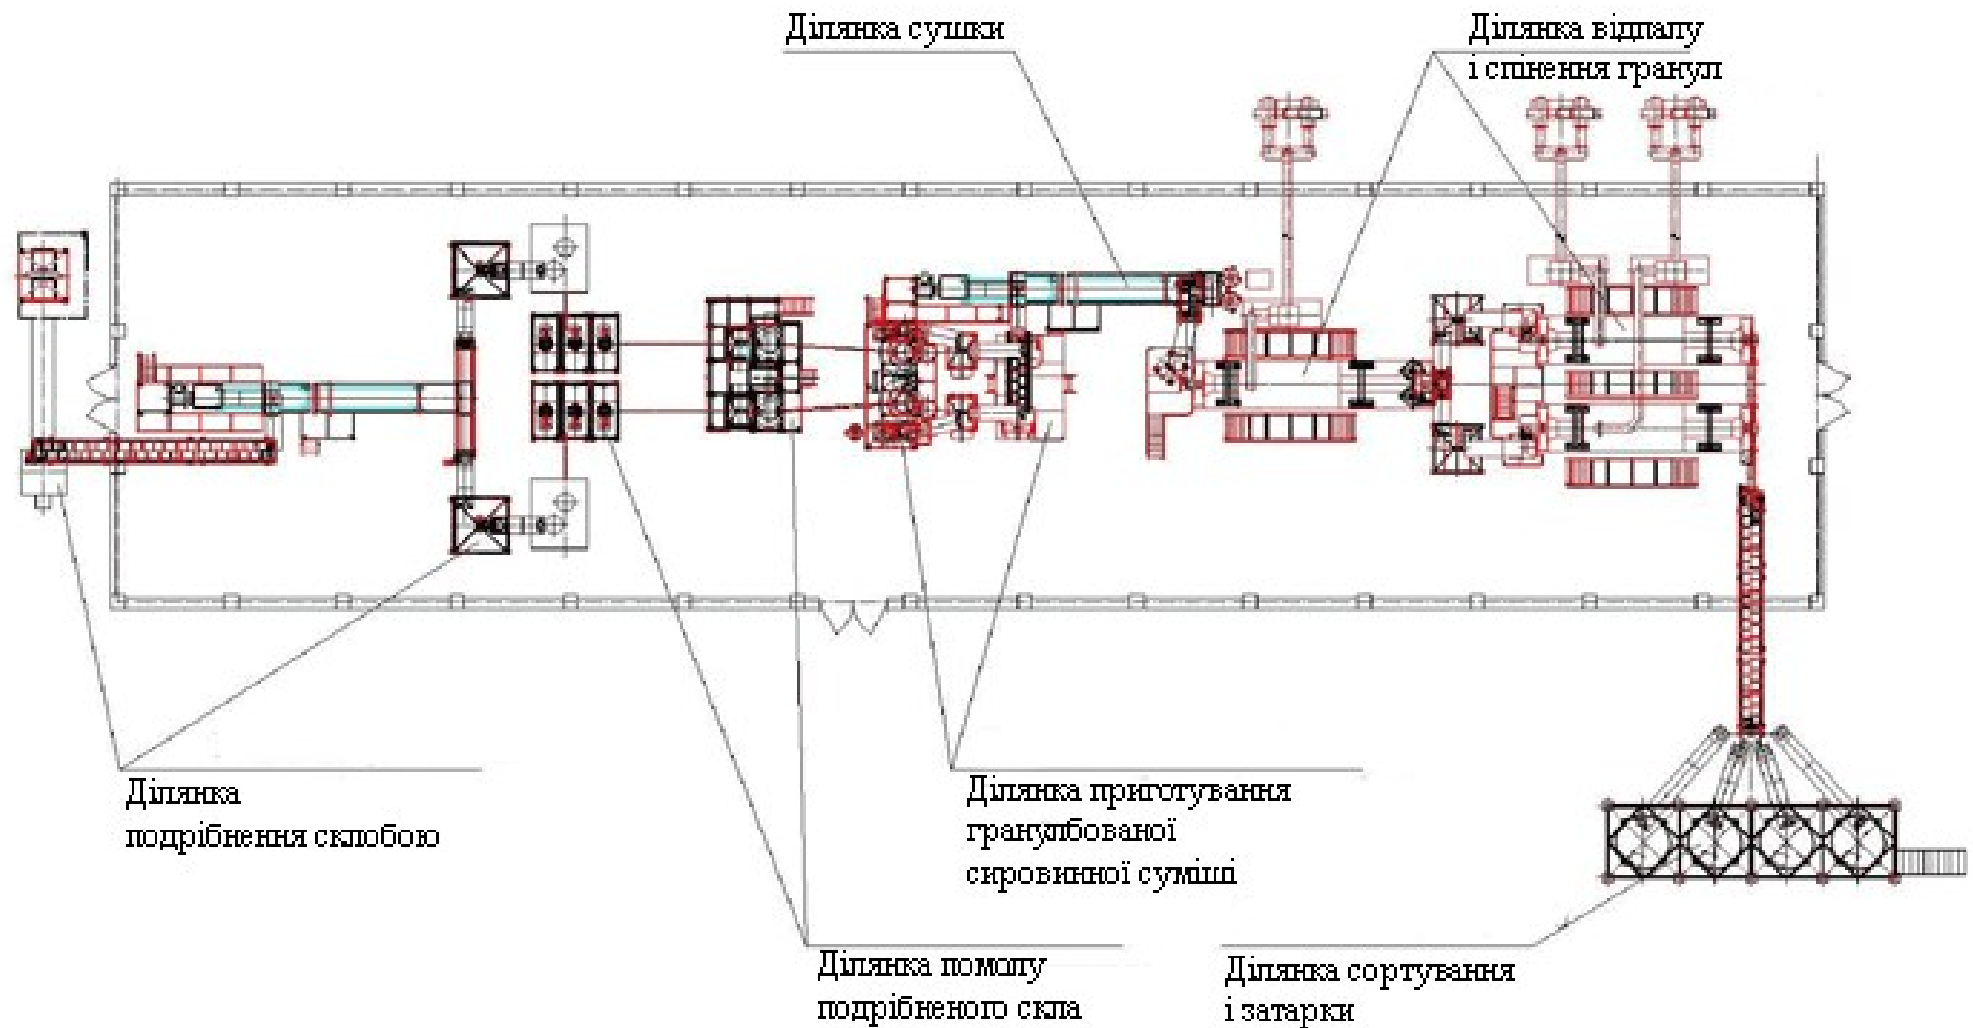 Ділянка сушки
Ділянка відпалу
і спінення гранул
Ділянка
подрібнення склобою
Ділянка приготування
гранулбованої
сировинної суміші
Ділянка помолу
подрібненого скла
Ділянка сортування
і затарки